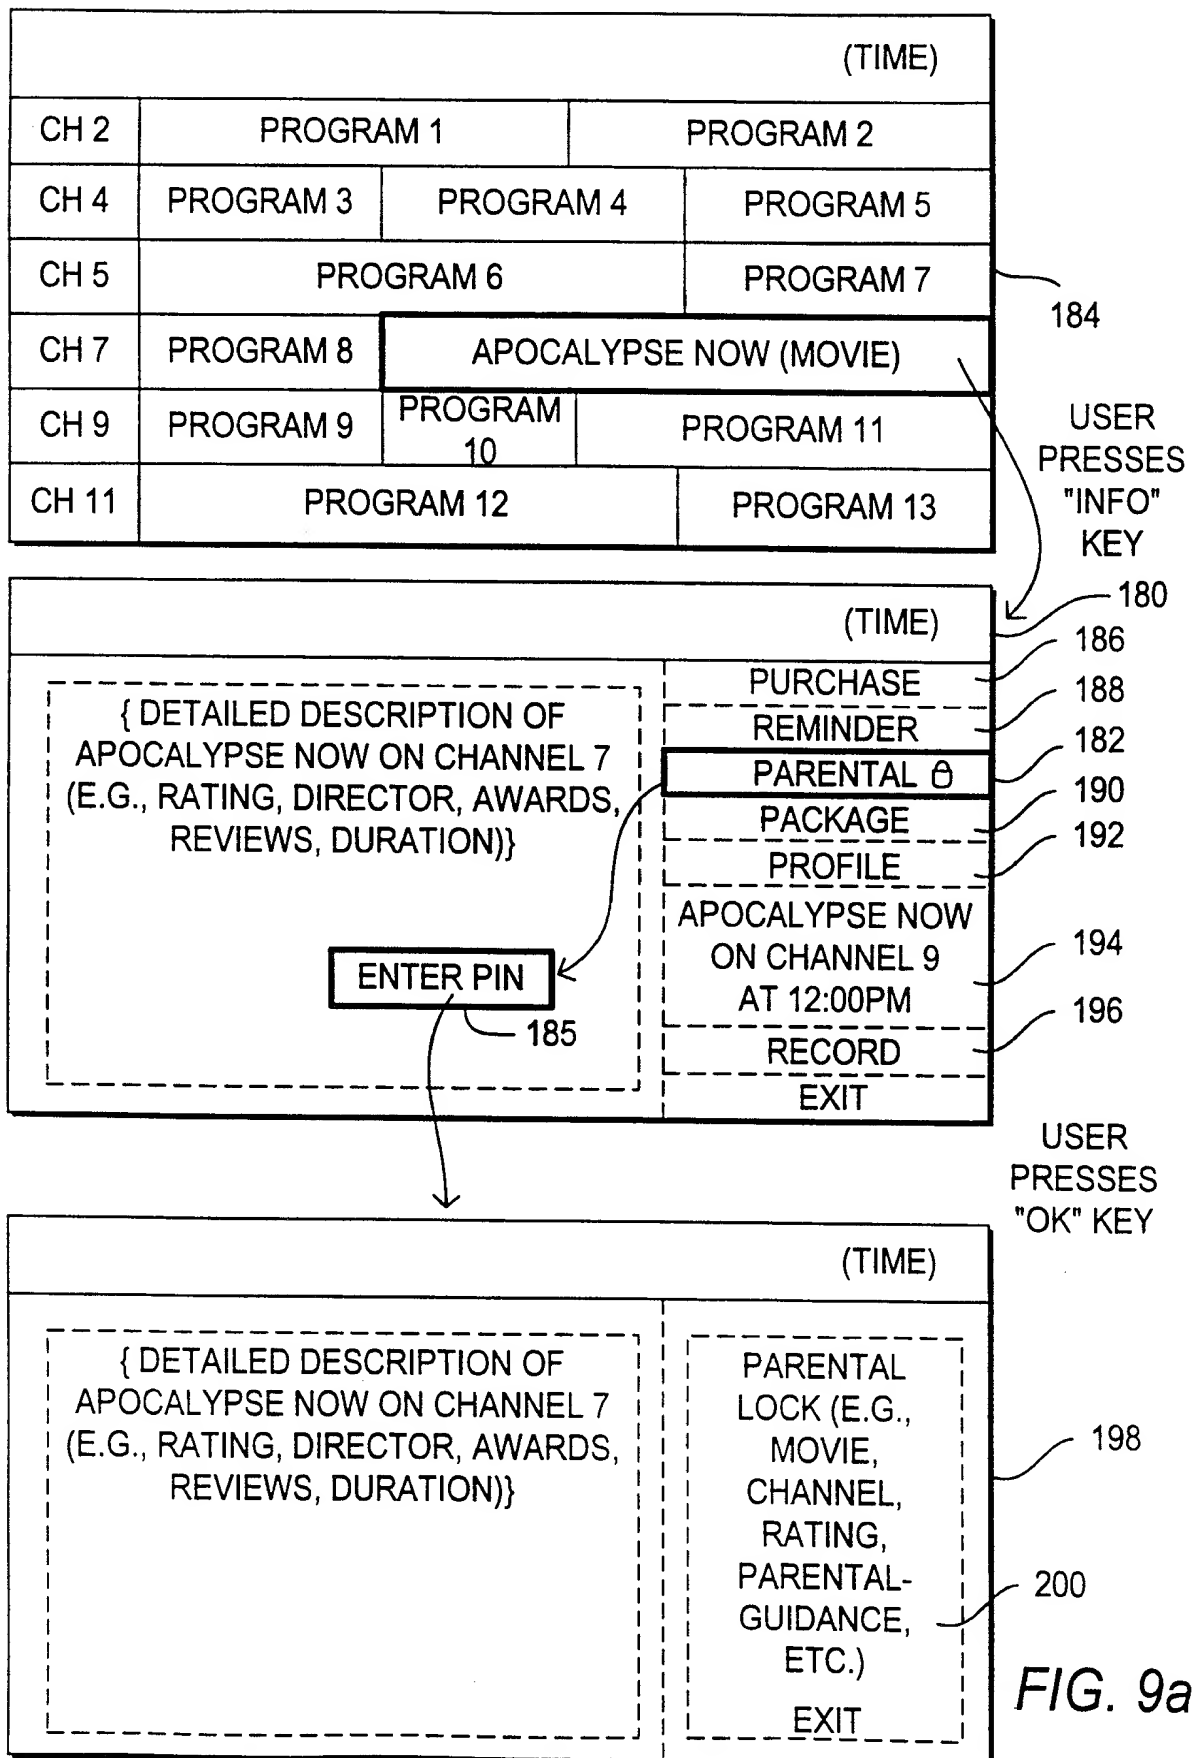 (TIME)
CH 2 PROGRAM 1 PROGRAM 2
CH 4 PROGRAM 3 PROGRAM 4 PROGRAM 5
CH 5 PROGRAM 6 PROGRAM 7
184
CH 7 PROGRAM 8 APOCALYPSE NOW (MOVIE)
CH 9 PROGRAM 9 PROGRAM
10
PROGRAM 11
CH 11 PROGRAM 12 PROGRAM 13
USER
PRESSES
"INFO"
KEY
(TIME)
180
{ DETAILED DESCRIPTION OF
APOCALYPSE NOW ON CHANNEL 7
(E.G., RATING, DIRECTOR, AWARDS,
REVIEWS, DURATION)}
ENTER PIN
185
PURCHASE 186
REMINDER 188
PARENTAL 182
PACKAGE 190
PROFILE 192
APOCALYPSE NOW
ON CHANNEL 9
AT 12:00PM
194
RECORD 196
EXIT
USER
PRESSES
"OK" KEY
(TIME)
{ DETAILED DESCRIPTION OF
APOCALYPSE NOW ON CHANNEL 7
(E.G., RATING, DIRECTOR, AWARDS,
REVIEWS, DURATION)}
PARENTAL
LOCK (E.G.,
MOVIE,
CHANNEL,
RATING,
PARENTAL-
GUIDANCE,
ETC.)
EXIT
198
200
FIG. 9a